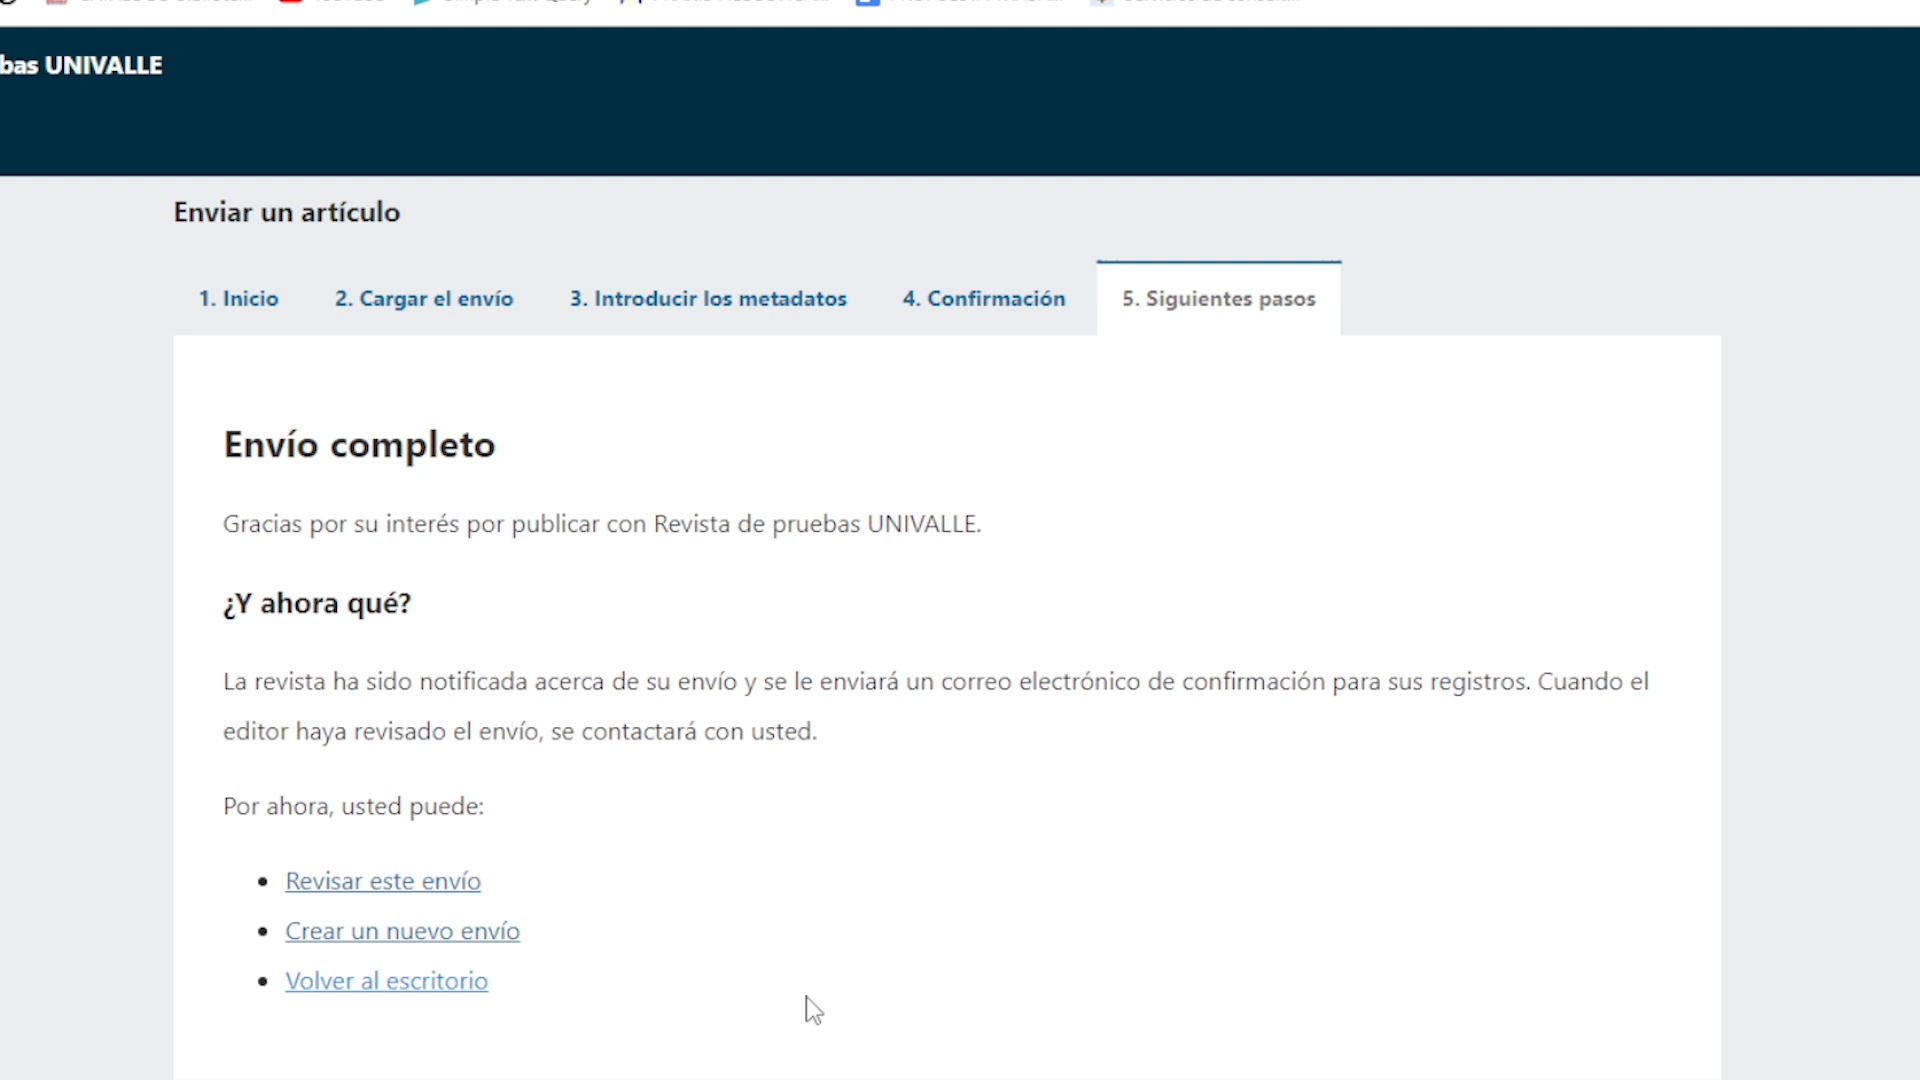 bas UNIVALLE
Enviar un artículo
1. Inicio 2. Cargar el envío 3. Introducir los metadatos 4. Confirmación 5. Siguientes pasos
Envío completo
Gracias por su interés por publicar con Revista de pruebas UNIVALLE.
¿Y ahora qué?
La revista ha sido notificada acerca de su envío y se le enviará un correo electrónico de confirmación para sus registros. Cuando el
editor haya revisado el envío, se contactará con usted.
Por ahora, usted puede:
Revisar este envío
Crear un nuevo envío
Volver al escritorio